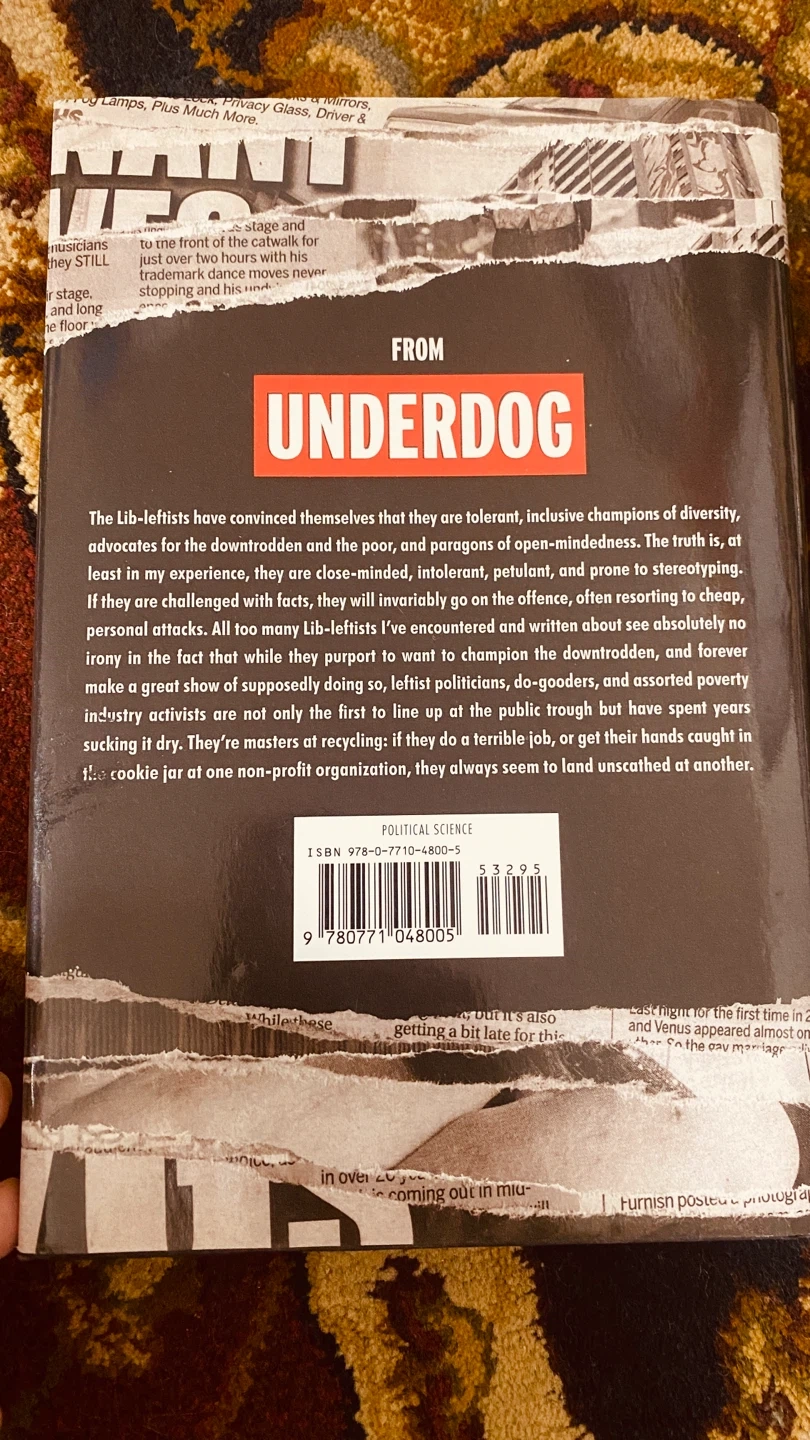 Fog Lamps, Plus Much More.
Privacy Glass, Driver &
Mirrors,
WANT
stage and
musicians
to the front of the catwalk for
they STILL
just over two hours with his
trademark dance moves never
stage,
stopping and his
and long
floor
FROM
UNDERDOG
The Lib-leftists have convinced themselves that they are tolerant, inclusive champions of diversity,
advocates for the downtrodden and the poor, and paragons of open-mindedness. The truth is, at
least in my experience, they are close-minded, intolerant, petulant, and prone to stereotyping.
If they are challenged with facts, they will invariably go on the offence, often resorting to cheap,
personal attacks. All too many Lib-leftists I've encountered and written about see absolutely no
irony in the fact that while they purport to want to champion the downtrodden, and forever
make a great show of supposedly doing so, leftist politicians, do-gooders, and assorted poverty
industry activists are not only the first to line up at the public trough but have spent years
sucking it dry. They're masters at recycling: if they do a terrible job, or get their hands caught in
the cookie jar at one non-profit organization, they always seem to land unscathed at another.
POLITICAL SCIENCE
ISBN 978-0-7710-4800-5
53295
9 780771 048005
While these
but it's also
getting a bit late for this
Last night for the first time in
and Venus appeared almost on
So the gay marriage
in over
coming out in mid-
Furnish posted a photograp